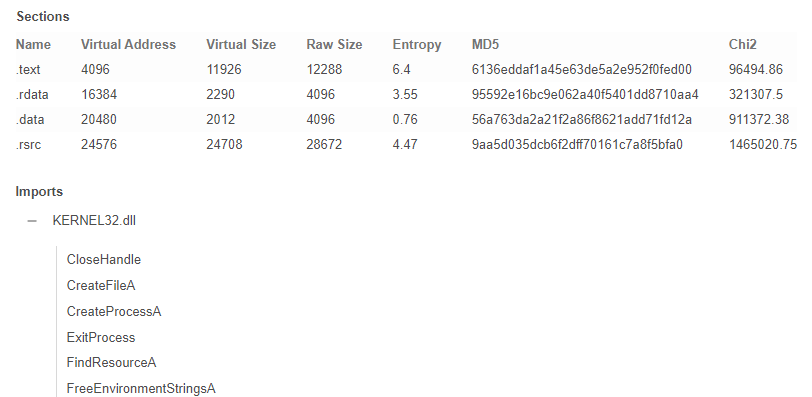 Sections
Name Virtual Address Virtual Size Raw Size Entropy MD5 Chi2
.text 4096 11926 12288 6.4 6136eddaf1a45e63de5a2e952f0fed00 96494.86
.rdata 16384 2290 4096 3.55 95592e16bc9e062a40f5401dd8710aa4 321307.5
.data 20480 2012 4096 0.76 56a763da2a21f2a86f8621add71fd12a 911372.38
.rsrc 24576 24708 28672 4.47 9aa5d035dcb6f2dff70161c7a8f5bfa0 1465020.75
Imports
− KERNEL32.dll
CloseHandle
CreateFileA
CreateProcessA
ExitProcess
FindResourceA
FreeEnvironmentStringsA